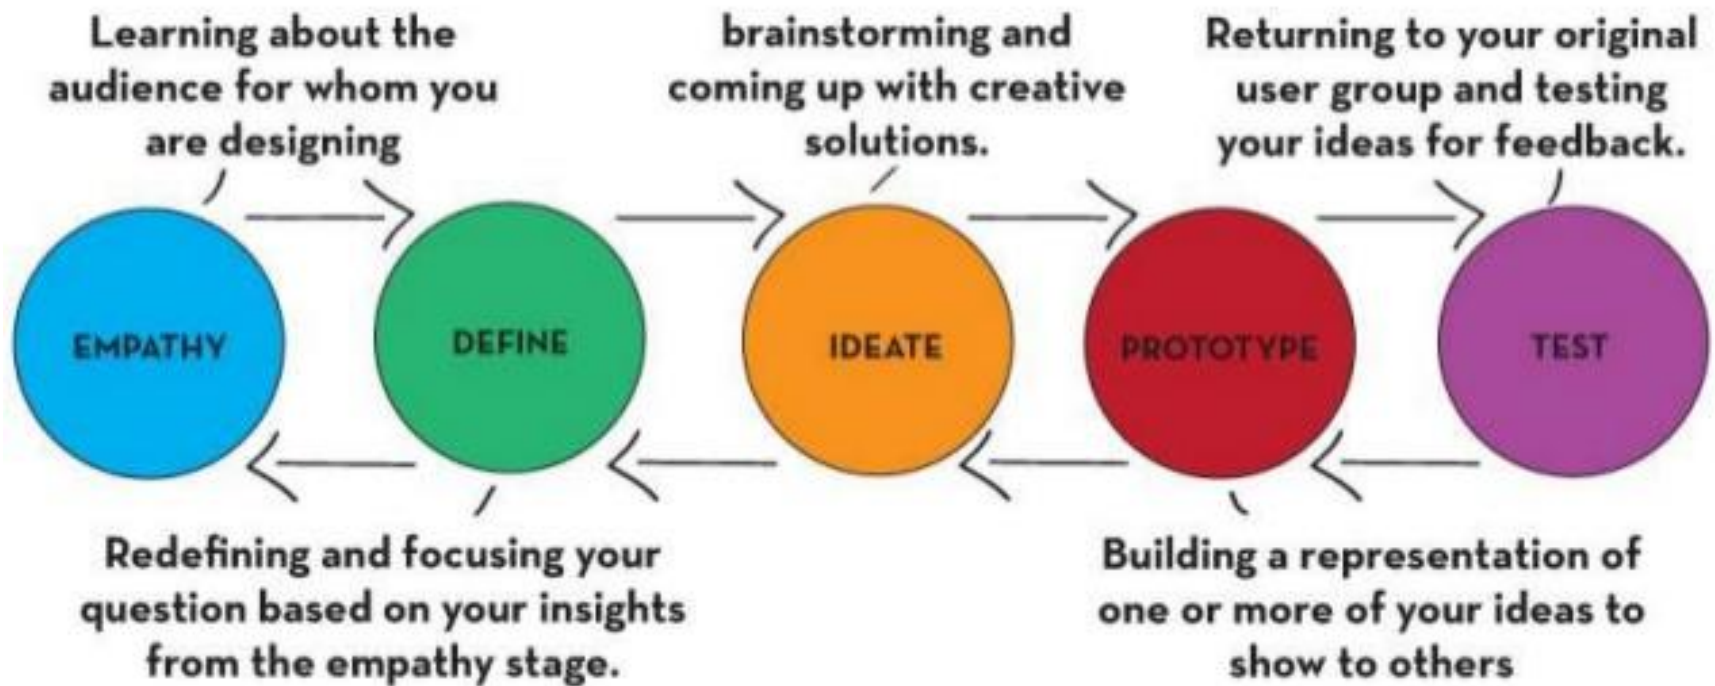 Learning about the
audience for whom you
are designing
brainstorming and
coming up with creative
solutions.
Returning to your original
user group and testing
your ideas for feedback.
EMPATHY
DEFINE
IDEATE
PROTOTYPE
TEST
Redefining and focusing your
question based on your insights
from the empathy stage.
Building a representation of
one or more of your ideas to
show to others